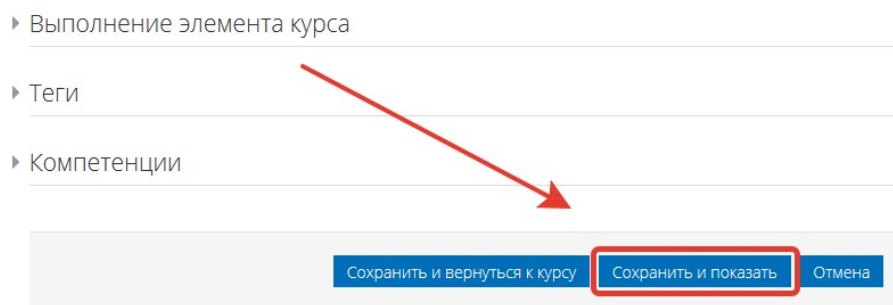 Выполнение элемента курса
Теги
Компетенции
Сохранить и вернуться к курсу Сохранить и показать Отмена